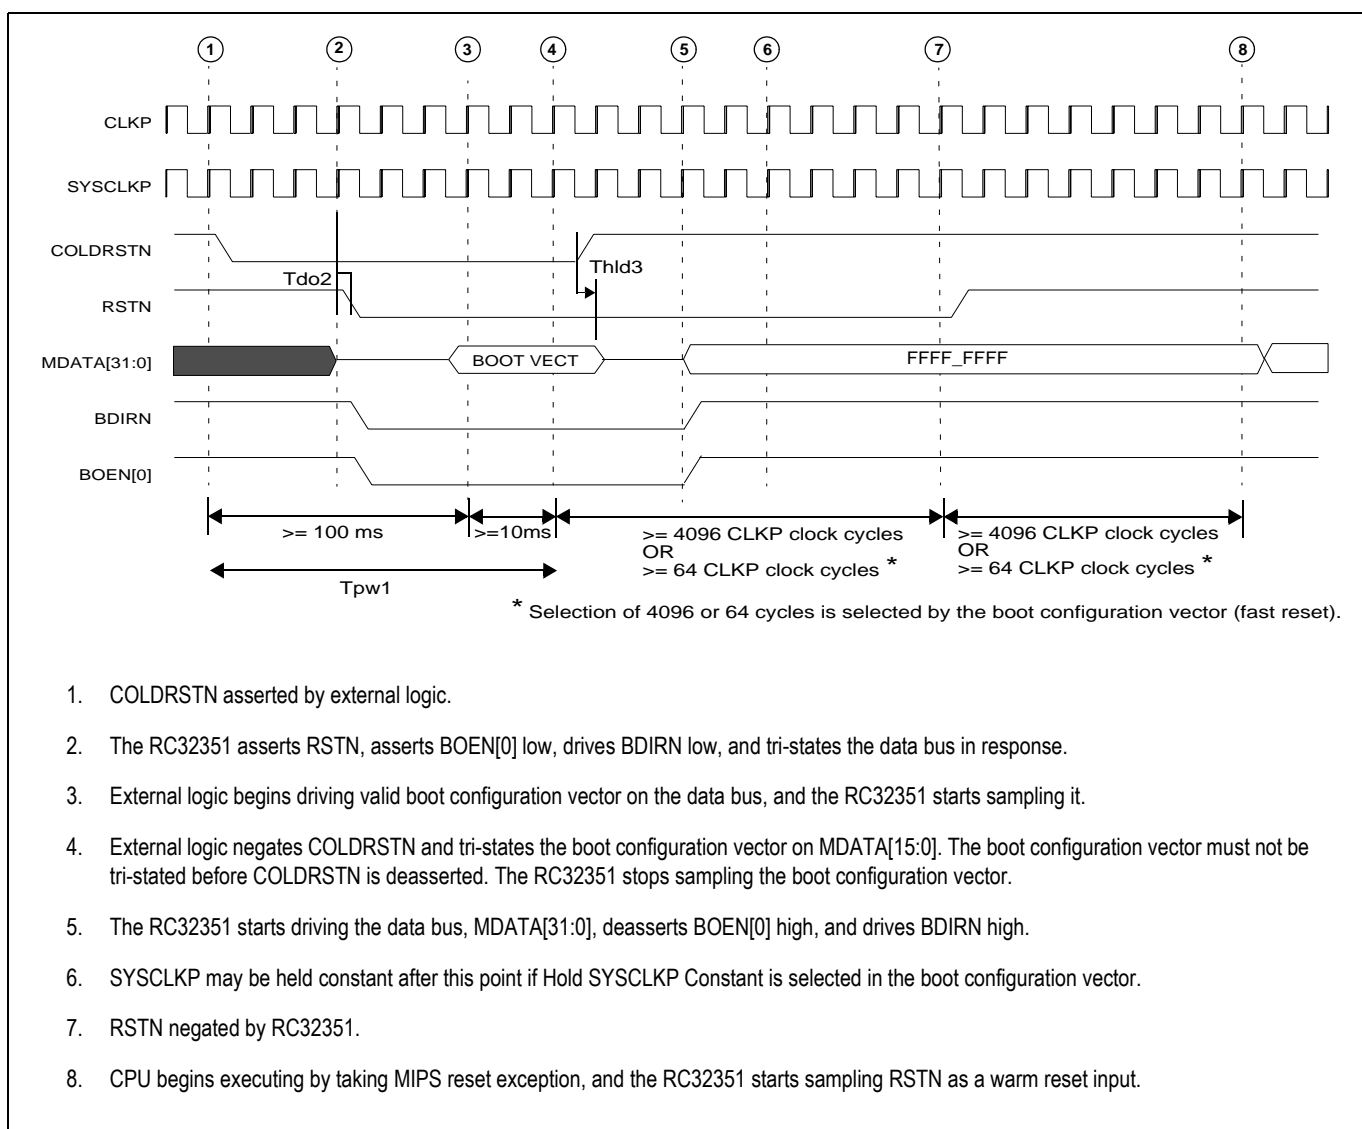 1 2 3 4 5 6 7 8
CLKP
SYSCLKP
COLDRSTN
Thld3
Tdo2
RSTN
MDATA[31:0]
BOOT VECT
FFFF_FFFF
BDIRN
BOEN[0]
>= 100 ms
>=10ms
>= 4096 CLKP clock cycles
OR
>= 64 CLKP clock cycles *
>= 4096 CLKP clock cycles
OR
>= 64 CLKP clock cycles *
Tpw1
* Selection of 4096 or 64 cycles is selected by the boot configuration vector (fast reset).
1. COLDRSTN asserted by external logic.
2. The RC32351 asserts RSTN, asserts BOEN[0] low, drives BDIRN low, and tri-states the data bus in response.
3. External logic begins driving valid boot configuration vector on the data bus, and the RC32351 starts sampling it.
4. External logic negates COLDRSTN and tri-states the boot configuration vector on MDATA[15:0]. The boot configuration vector must not be
tri-stated before COLDRSTN is deasserted. The RC32351 stops sampling the boot configuration vector.
5. The RC32351 starts driving the data bus, MDATA[31:0], deasserts BOEN[0] high, and drives BDIRN high.
6. SYSCLKP may be held constant after this point if Hold SYSCLKP Constant is selected in the boot configuration vector.
7. RSTN negated by RC32351.
8. CPU begins executing by taking MIPS reset exception, and the RC32351 starts sampling RSTN as a warm reset input.